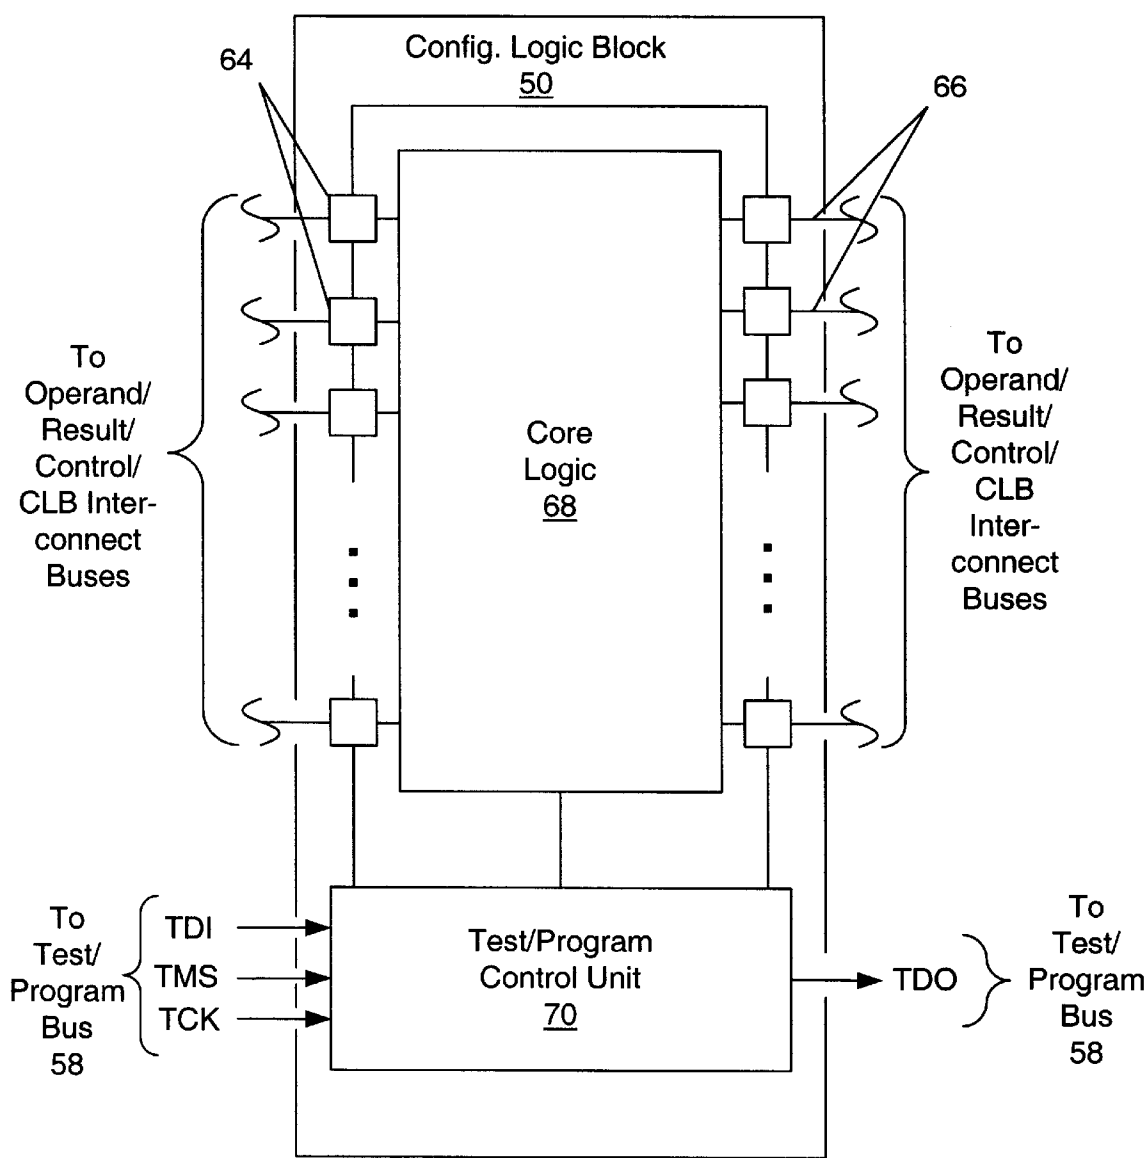 Config. Logic Block
50
64
66
To
Operand/
Result/
Control/
CLB Inter-
connect
Buses
Core
Logic
68
To
Operand/
Result/
Control/
CLB
Inter-
connect
Buses
To
Test/
Program
Bus
58
TDI
TMS
TCK
Test/Program
Control Unit
70
TDO
To
Test/
Program
Bus
58